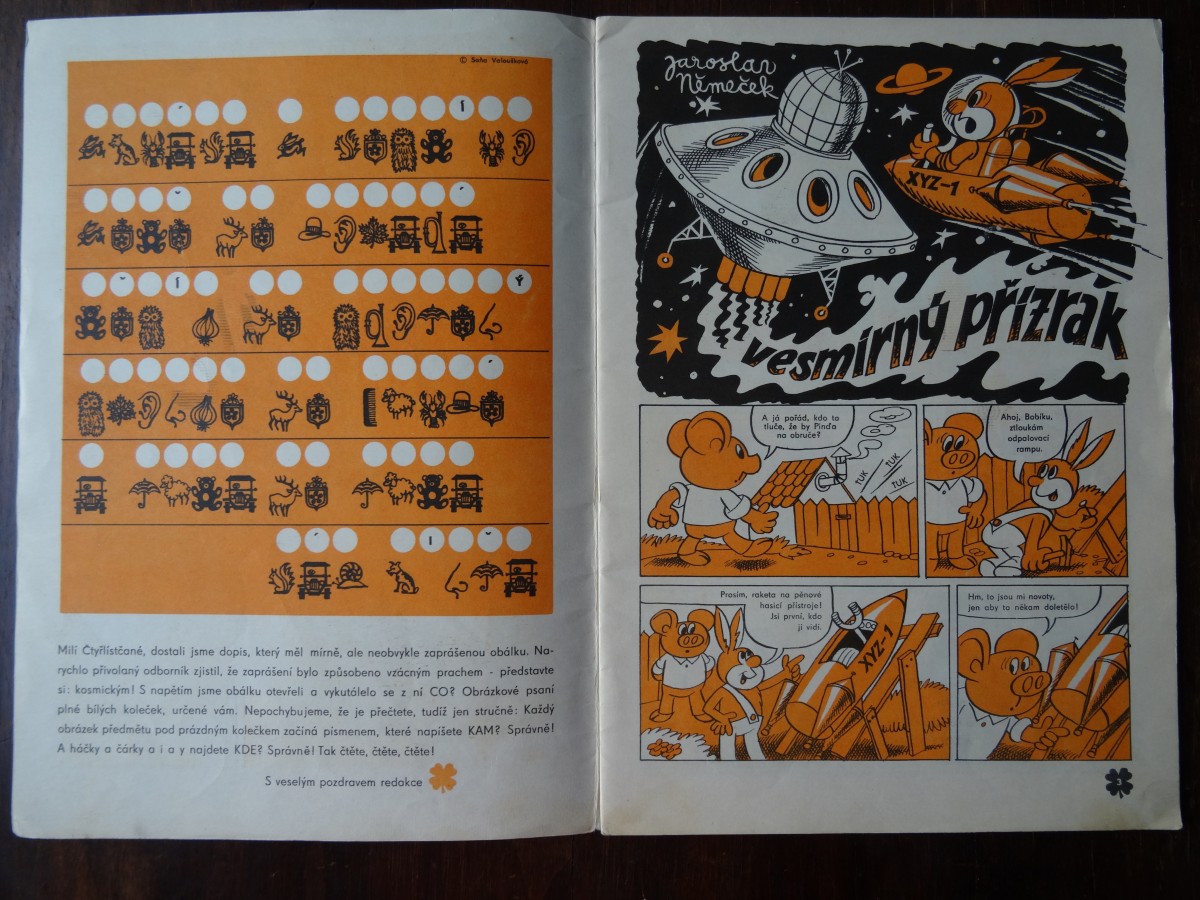 © Soňa Valoušková
ˇ Í
ˇ ´
ˇ Í Ý
ˇ
´ I ˇ
Milí Čtyřlístčané, dostali jsme dopis, který měl mírně, ale neobvykle zaprášenou obálku. Na-
rychlo přivolaný odborník zjistil, že zaprášení bylo způsobeno vzácným prachem - představte
si: kosmickým! S napětím jsme obálku otevřeli a vykutálelo se z ní CO? Obrázkové psaní
plné bílých koleček, určené vám. Nepochybujeme, že je přečtete, tudíž jen stručně: Každý
obrázek předmětu pod prázdným kolečkem začíná písmenem, které napíšete KAM? Správně!
A háčky a čárky a i a y najdete KDE? Správně! Tak čtěte, čtěte, čtěte!
S veselým pozdravem redakce
Jaroslav
Němeček
XYZ-1
vesmírný přízrak
A já pořád, kdo to
tluče, že by Pinďa
na obruče?
ŤUK
ŤUK
ŤUK
Ahoj, Bobíku,
ztloukám
odpalovací
rampu.
Prosím, raketa na pěnové
hasicí přístroje!
Jsi první, kdo
ji vidí.
XYZ-1
Hm, to jsou mi novoty,
jen aby to někam doletělo!